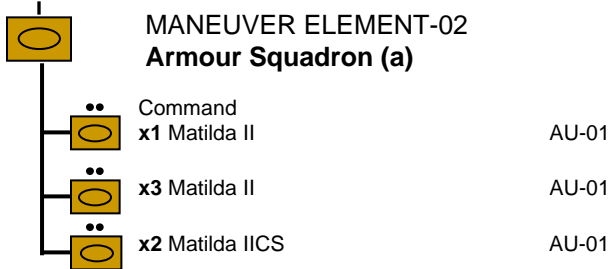 MANEUVER ELEMENT-02
Armour Squadron (a)
Command
x1 Matilda II AU-01
x3 Matilda II AU-01
x2 Matilda IICS AU-01